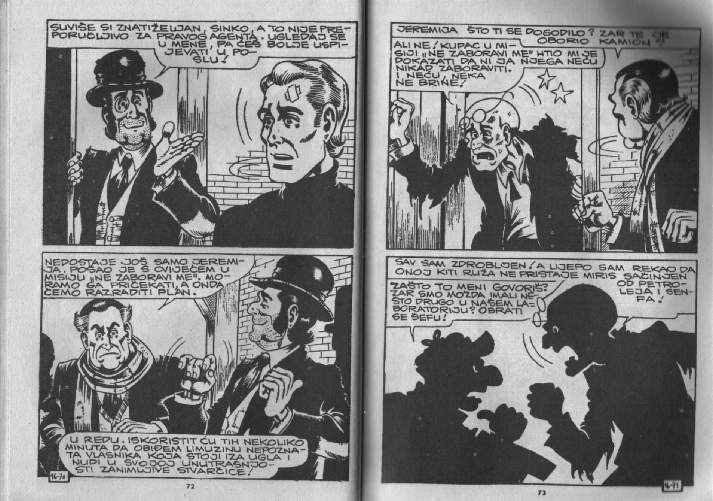 SUVIŠE SI ZNATIŽELJAN, SINKO, A TO NIJE PRE-
PORUČLJIVO ZA PRAVOG AGENTA. UGLEDAJ SE
U MENE, PA ĆEŠ BOLJE USPI-
JEVATI U PO-
SLU!
NEDOSTAJE JOŠ SAMO JEREMI-
JA. POŠAO JE S CVIJEĆEM U
MISIJU „NE ZABORAVI ME". MO-
RAMO GA PRIČEKATI, A ONDA
ĆEMO RAZRADITI PLAN.
U REDU. ISKORISTIT ĆU TIH NEKOLIKO
MINUTA DA OBIĐEM LIMUZINU NEPOZNA-
TA VLASNIKA KOJA STOJI IZA UGLA I
NUDI U SVOJOJ UNUTRAŠNJO-
STI ZANIMLJIVE STVARČICE!
72
JEREMIJA ŠTO TI SE DOGODILO? ZAR TE JE
OBORIO KAMION?
ALI NE! KUPAC U MI-
SIJI „NE ZABORAVI ME" HTIO MI JE
DOKAZATI DA NI JA NJEGA NEĆU
NIKAD ZABORAVITI.
I NEĆU, NEKA
NE BRINE!
SAV SAM ZDROBLJEN! A LIJEPO SAM REKAO DA
ONOJ KITI RUŽA NE PRISTAJE MIRIS SAČINJEN
OD PETRO-
LEJA I SEN-
FA!
ZAŠTO TO MENI GOVORIŠ?
ZAR SMO MOŽDA IMALI NE-
ŠTO DRUGO U NAŠEM LA-
BORATORIJU? OBRATI
SE ŠEFU!
73